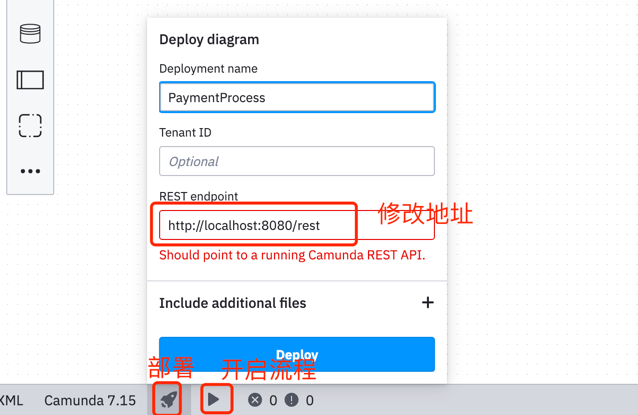 Deploy diagram
Deployment name
PaymentProcess
Tenant ID
Optional
REST endpoint
http://localhost:8080/rest
修改地址
Should point to a running Camunda REST API.
Include additional files
Deploy
部署
开启流程
XML
Camunda 7.15
0
0